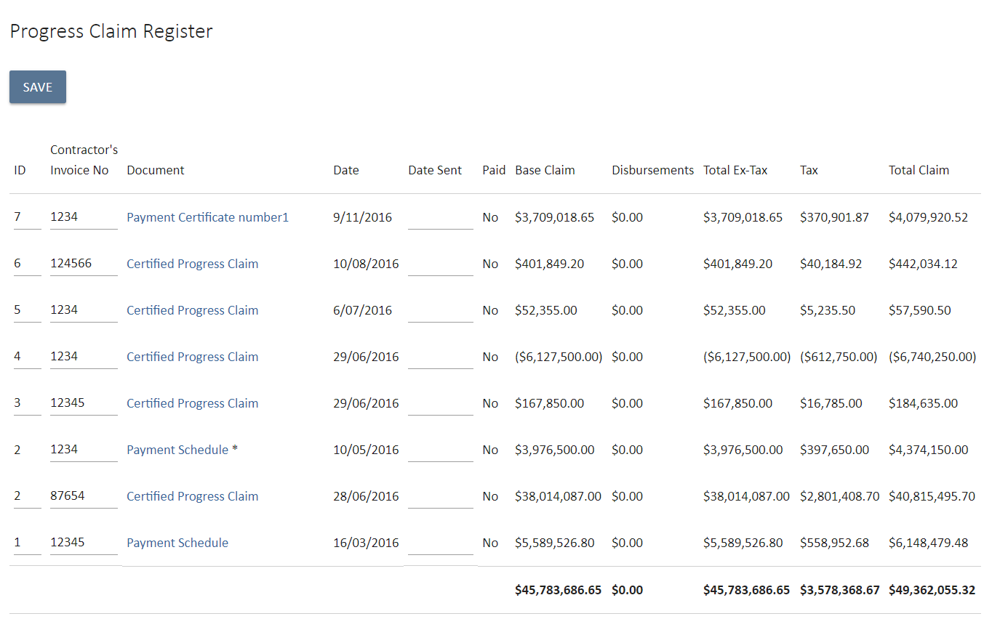 Progress Claim Register
SAVE
Contractor's
ID Invoice No Document Date Date Sent Paid Base Claim Disbursements Total Ex-Tax Tax Total Claim
7 1234 Payment Certificate number1 9/11/2016 No $3,709,018.65 $0.00 $3,709,018.65 $370,901.87 $4,079,920.52
6 124566 Certified Progress Claim 10/08/2016 No $401,849.20 $0.00 $401,849.20 $40,184.92 $442,034.12
5 1234 Certified Progress Claim 6/07/2016 No $52,355.00 $0.00 $52,355.00 $5,235.50 $57,590.50
4 1234 Certified Progress Claim 29/06/2016 No ($6,127,500.00) $0.00 ($6,127,500.00) ($612,750.00) ($6,740,250.00)
3 12345 Certified Progress Claim 29/06/2016 No $167,850.00 $0.00 $167,850.00 $16,785.00 $184,635.00
2 1234 Payment Schedule * 10/05/2016 No $3,976,500.00 $0.00 $3,976,500.00 $397,650.00 $4,374,150.00
2 87654 Certified Progress Claim 28/06/2016 No $38,014,087.00 $0.00 $38,014,087.00 $2,801,408.70 $40,815,495.70
1 12345 Payment Schedule 16/03/2016 No $5,589,526.80 $0.00 $5,589,526.80 $558,952.68 $6,148,479.48
$45,783,686.65 $0.00 $45,783,686.65 $3,578,368.67 $49,362,055.32